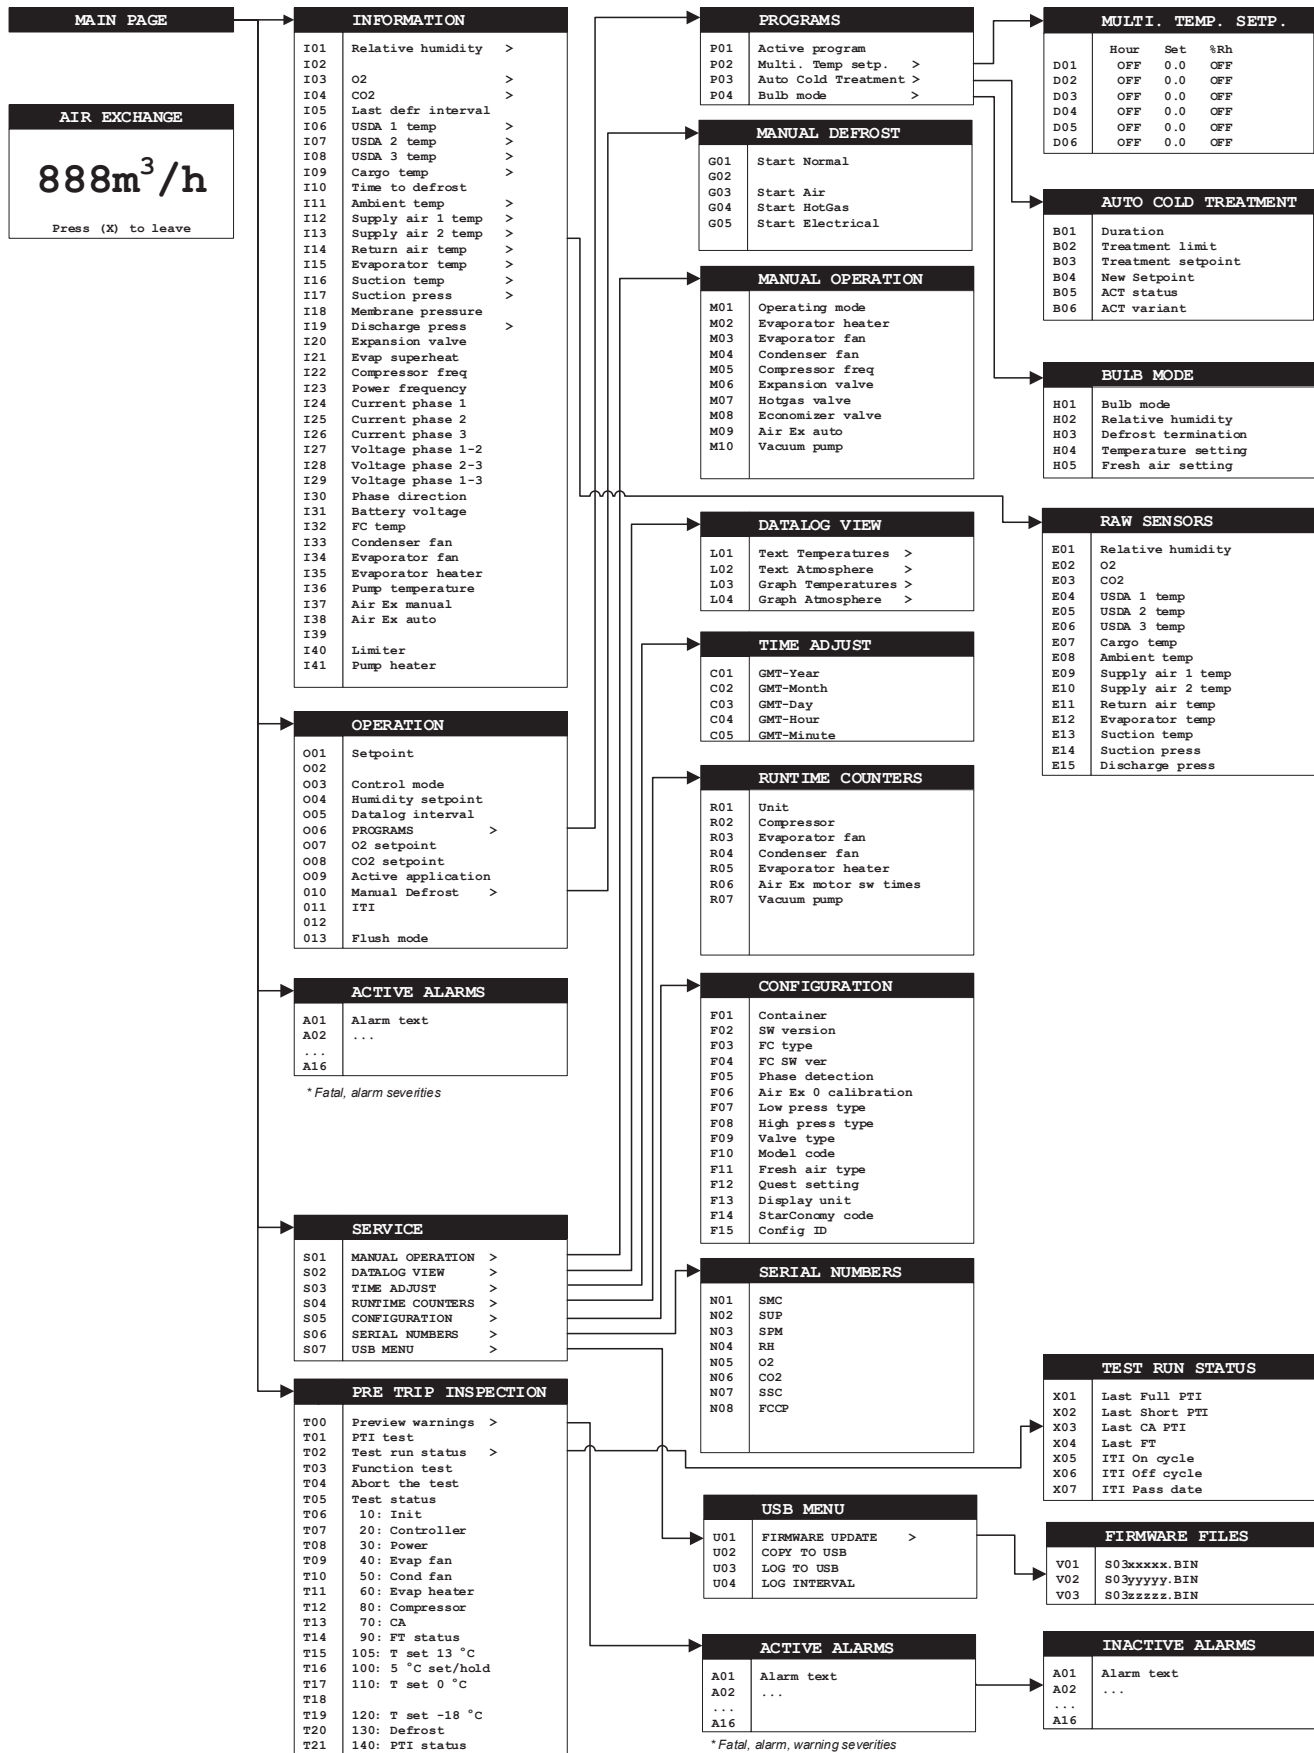 MAIN PAGE
AIR EXCHANGE
888m³/h
Press (X) to leave
INFORMATION
I01 Relative humidity >
I02
I03 O2 >
I04 CO2 >
I05 Last defr interval
I06 USDA 1 temp >
I07 USDA 2 temp >
I08 USDA 3 temp >
I09 Cargo temp >
I10 Time to defrost
I11 Ambient temp >
I12 Supply air 1 temp >
I13 Supply air 2 temp >
I14 Return air temp >
I15 Evaporator temp >
I16 Suction temp >
I17 Suction press >
I18 Membrane pressure
I19 Discharge press >
I20 Expansion valve
I21 Evap superheat
I22 Compressor freq
I23 Power frequency
I24 Current phase 1
I25 Current phase 2
I26 Current phase 3
I27 Voltage phase 1-2
I28 Voltage phase 2-3
I29 Voltage phase 1-3
I30 Phase direction
I31 Battery voltage
I32 FC temp
I33 Condenser fan
I34 Evaporator fan
I35 Evaporator heater
I36 Pump temperature
I37 Air Ex manual
I38 Air Ex auto
I39
I40 Limiter
I41 Pump heater
OPERATION
O01 Setpoint
O02
O03 Control mode
O04 Humidity setpoint
O05 Datalog interval
O06 PROGRAMS >
O07 O2 setpoint
O08 CO2 setpoint
O09 Active application
010 Manual Defrost >
011 ITI
012
013 Flush mode
ACTIVE ALARMS
A01 Alarm text
A02 ...
...
A16
* Fatal, alarm severities
SERVICE
S01 MANUAL OPERATION >
S02 DATALOG VIEW >
S03 TIME ADJUST >
S04 RUNTIME COUNTERS >
S05 CONFIGURATION >
S06 SERIAL NUMBERS >
S07 USB MENU >
PRE TRIP INSPECTION
T00 Preview warnings >
T01 PTI test
T02 Test run status >
T03 Function test
T04 Abort the test
T05 Test status
T06 10: Init
T07 20: Controller
T08 30: Power
T09 40: Evap fan
T10 50: Cond fan
T11 60: Evap heater
T12 80: Compressor
T13 70: CA
T14 90: FT status
T15 105: T set 13 °C
T16 100: 5 °C set/hold
T17 110: T set 0 °C
T18
T19 120: T set -18 °C
T20 130: Defrost
T21 140: PTI status
PROGRAMS
P01 Active program
P02 Multi. Temp setp. >
P03 Auto Cold Treatment >
P04 Bulb mode >
MANUAL DEFROST
G01 Start Normal
G02
G03 Start Air
G04 Start HotGas
G05 Start Electrical
MANUAL OPERATION
M01 Operating mode
M02 Evaporator heater
M03 Evaporator fan
M04 Condenser fan
M05 Compressor freq
M06 Expansion valve
M07 Hotgas valve
M08 Economizer valve
M09 Air Ex auto
M10 Vacuum pump
DATALOG VIEW
L01 Text Temperatures >
L02 Text Atmosphere >
L03 Graph Temperatures >
L04 Graph Atmosphere >
TIME ADJUST
C01 GMT-Year
C02 GMT-Month
C03 GMT-Day
C04 GMT-Hour
C05 GMT-Minute
RUNTIME COUNTERS
R01 Unit
R02 Compressor
R03 Evaporator fan
R04 Condenser fan
R05 Evaporator heater
R06 Air Ex motor sw times
R07 Vacuum pump
CONFIGURATION
F01 Container
F02 SW version
F03 FC type
F04 FC SW ver
F05 Phase detection
F06 Air Ex 0 calibration
F07 Low press type
F08 High press type
F09 Valve type
F10 Model code
F11 Fresh air type
F12 Quest setting
F13 Display unit
F14 StarConomy code
F15 Config ID
SERIAL NUMBERS
N01 SMC
N02 SUP
N03 SPM
N04 RH
N05 O2
N06 CO2
N07 SSC
N08 FCCP
USB MENU
U01 FIRMWARE UPDATE >
U02 COPY TO USB
U03 LOG TO USB
U04 LOG INTERVAL
ACTIVE ALARMS
A01 Alarm text
A02 ...
...
A16
* Fatal, alarm, warning severities
MULTI. TEMP. SETP.
Hour Set %Rh
D01 OFF 0.0 OFF
D02 OFF 0.0 OFF
D03 OFF 0.0 OFF
D04 OFF 0.0 OFF
D05 OFF 0.0 OFF
D06 OFF 0.0 OFF
AUTO COLD TREATMENT
B01 Duration
B02 Treatment limit
B03 Treatment setpoint
B04 New Setpoint
B05 ACT status
B06 ACT variant
BULB MODE
H01 Bulb mode
H02 Relative humidity
H03 Defrost termination
H04 Temperature setting
H05 Fresh air setting
RAW SENSORS
E01 Relative humidity
E02 O2
E03 CO2
E04 USDA 1 temp
E05 USDA 2 temp
E06 USDA 3 temp
E07 Cargo temp
E08 Ambient temp
E09 Supply air 1 temp
E10 Supply air 2 temp
E11 Return air temp
E12 Evaporator temp
E13 Suction temp
E14 Suction press
E15 Discharge press
TEST RUN STATUS
X01 Last Full PTI
X02 Last Short PTI
X03 Last CA PTI
X04 Last FT
X05 ITI On cycle
X06 ITI Off cycle
X07 ITI Pass date
FIRMWARE FILES
V01 S03xxxxx.BIN
V02 S03yyyyy.BIN
V03 S03zzzzz.BIN
INACTIVE ALARMS
A01 Alarm text
A02 ...
...
A16